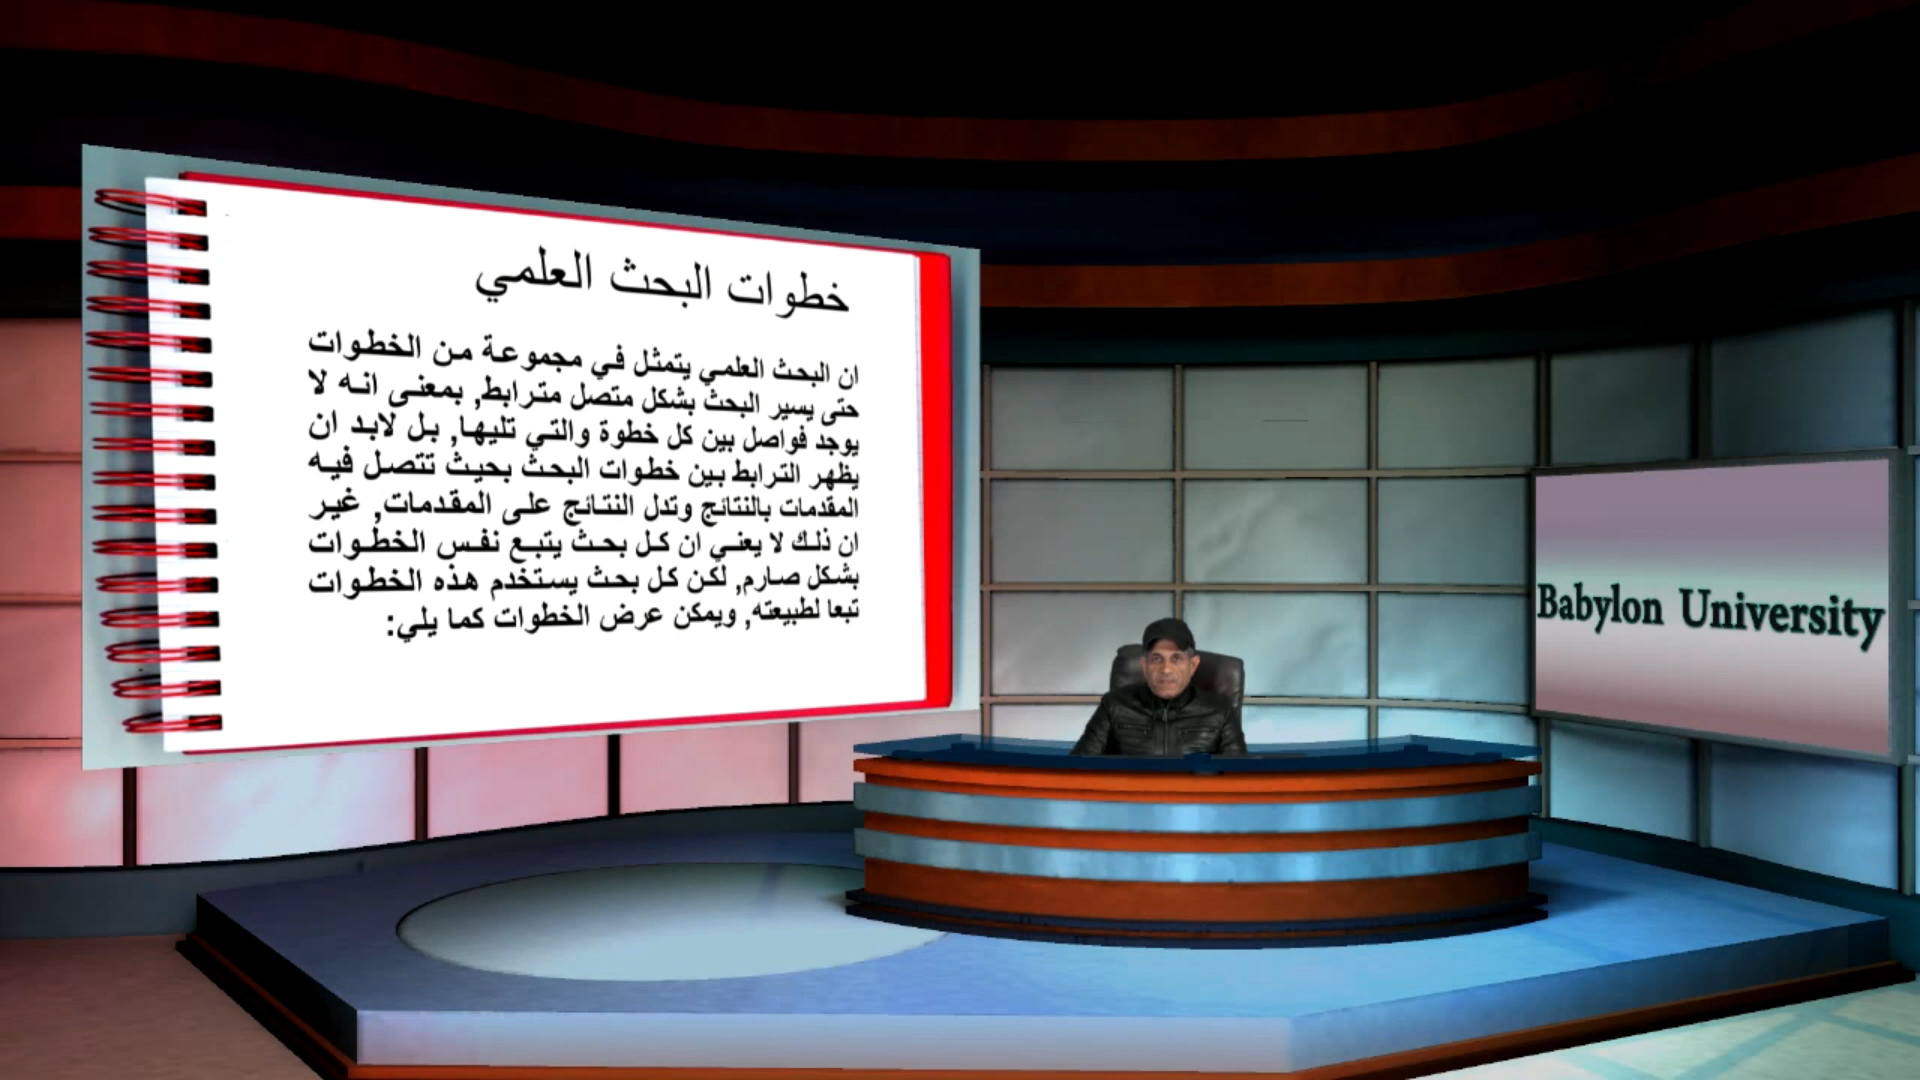 خطوات البحث العلمي
ان البحث العلمي يتمثل في مجموعة من الخطوات
حتى يسير البحث بشكل متصل مترابط, بمعنى انه لا
يوجد فواصل بين كل خطوة والتي تليها, بل لابد ان
يظهر الترابط بين خطوات البحث بحيث تتصل فيه
المقدمات بالنتائج وتدل النتائج على المقدمات, غير
ان ذلك لا يعني ان كل بحث يتبع نفس الخطوات
بشكل صارم, لكن كل بحث يستخدم هذه الخطوات
تبعا لطبيعته, ويمكن عرض الخطوات كما يلي:
Babylon University